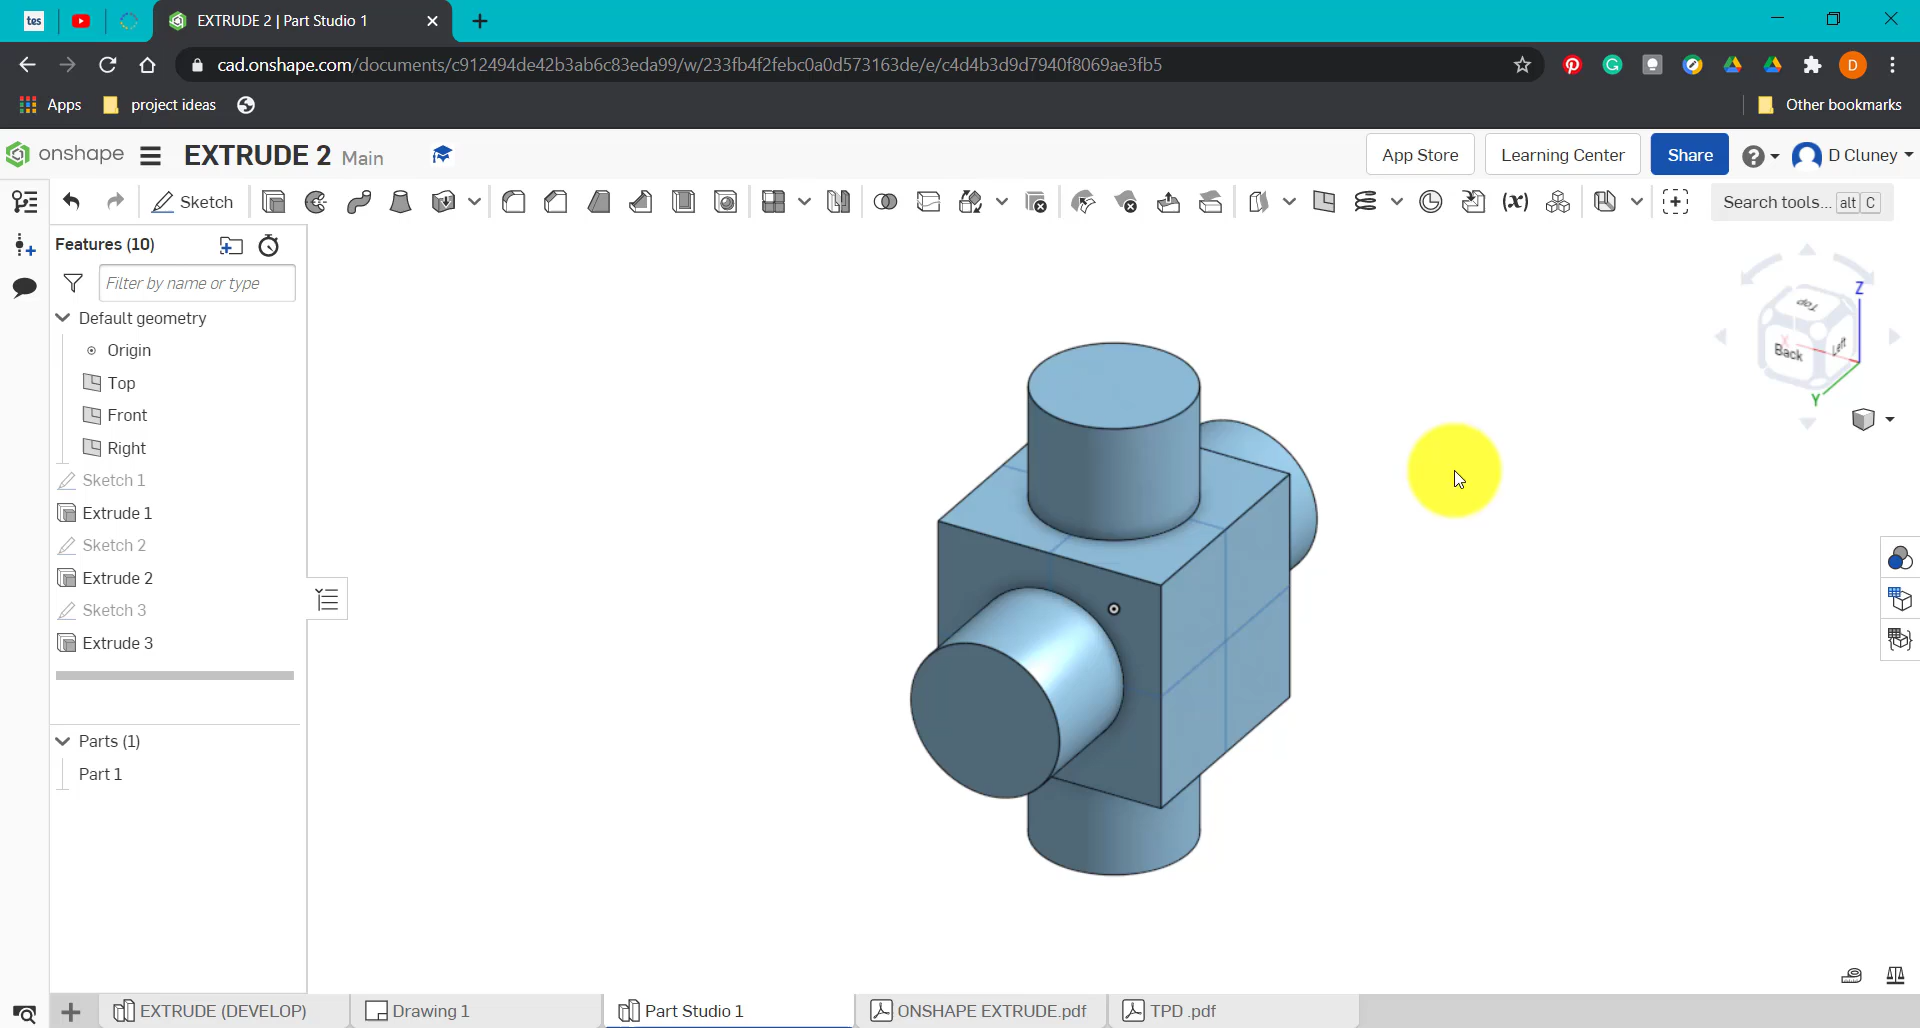 tes
EXTRUDE 2 | Part Studio 1
cad.onshape.com/documents/c912494de42b3ab6c83eda99/w/233fb4f2febc0a0d573163de/e/c4d4b3d9d7940f8069ae3fb5
D
Apps
project ideas
Other bookmarks
onshape
EXTRUDE 2 Main
App Store
Learning Center
Share
D Cluney
Sketch
(x)
Search tools... alt C
Features (10)
Filter by name or type
Default geometry
Origin
Top
Front
Right
Sketch 1
Extrude 1
Sketch 2
Extrude 2
Sketch 3
Extrude 3
Parts (1)
Part 1
Z
Top
X
Back
Left
Y
EXTRUDE (DEVELOP)
Drawing 1
Part Studio 1
ONSHAPE EXTRUDE.pdf
TPD .pdf